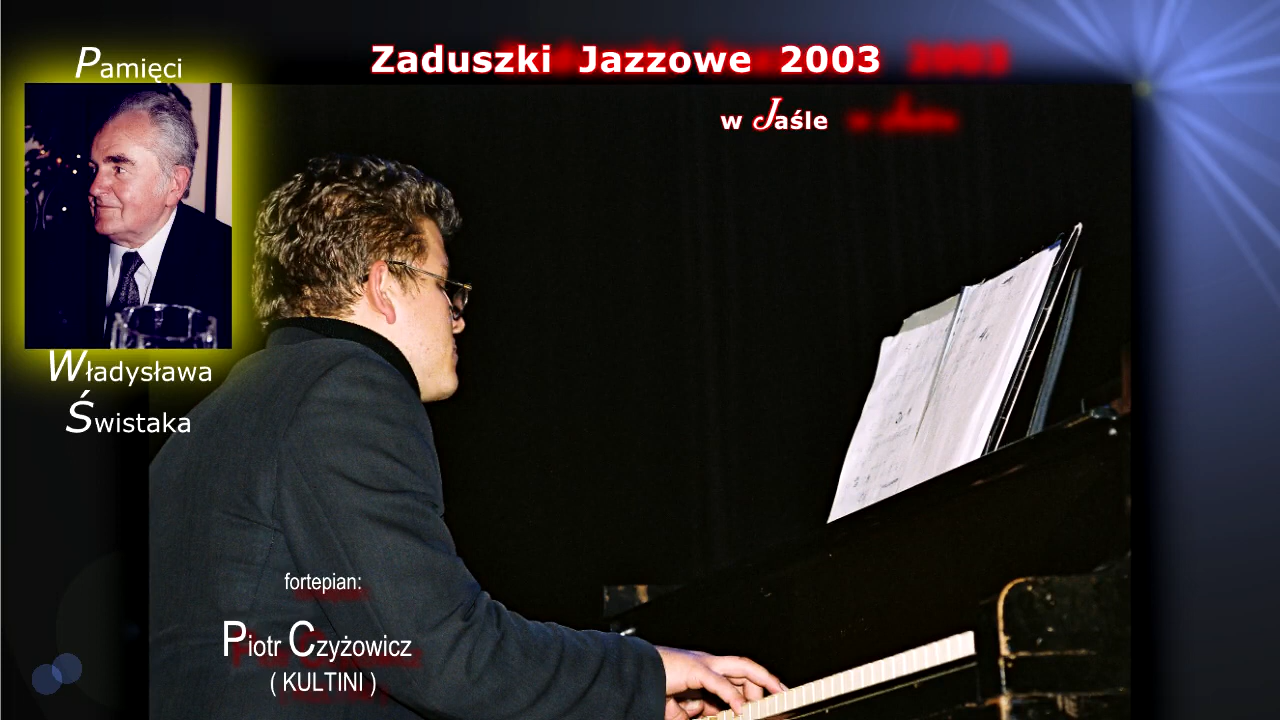 Zaduszki Jazzowe 2003
w Jaśle
Pamięci
Władysława
Świstaka
fortepian:
Piotr Czyżowicz
( KULTINI )